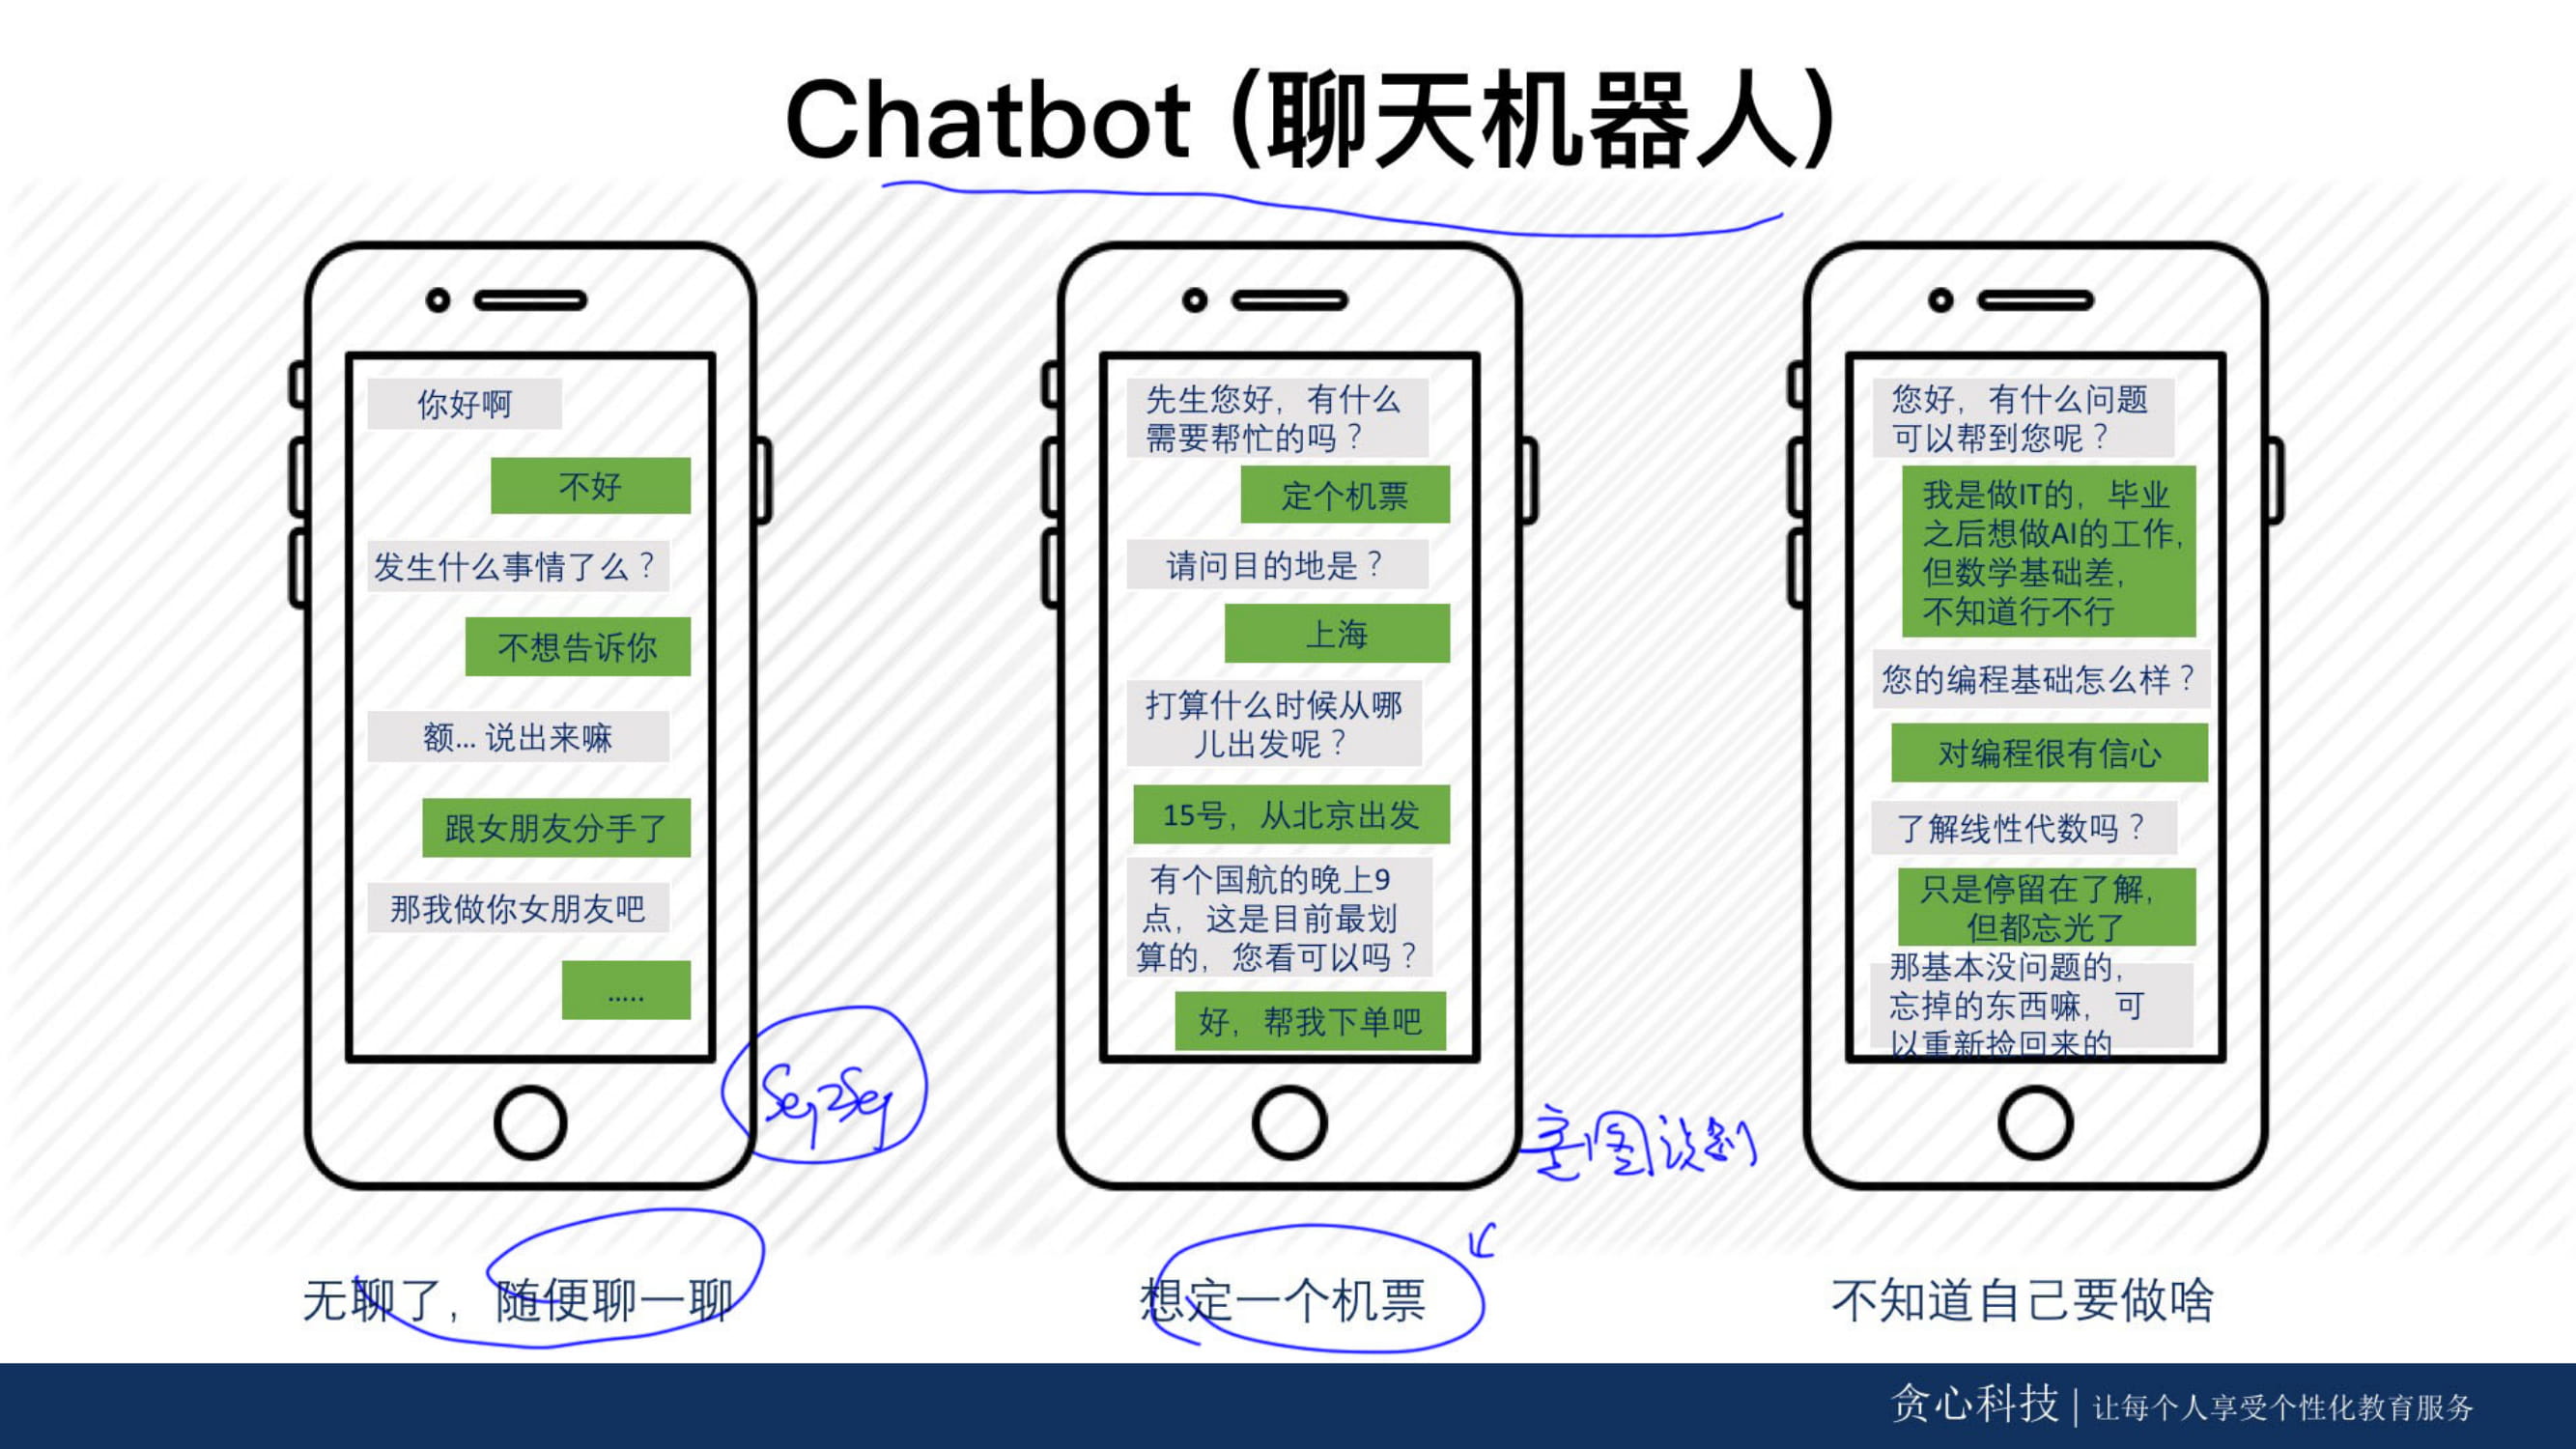 Chatbot (聊天机器人)
你好啊
不好
发生什么事情了么？
不想告诉你
额... 说出来嘛
跟女朋友分手了
那我做你女朋友吧
.....
Seq2Seq
无聊了，随便聊一聊
先生您好，有什么
需要帮忙的吗？
定个机票
请问目的地是？
上海
打算什么时候从哪
儿出发呢？
15号，从北京出发
有个国航的晚上9
点，这是目前最划
算的，您看可以吗？
好，帮我下单吧
意图识别
想定一个机票
您好，有什么问题
可以帮到您呢？
我是做IT的，毕业
之后想做AI的工作，
但数学基础差，
不知道行不行
您的编程基础怎么样？
对编程很有信心
了解线性代数吗？
只是停留在了解，
但都忘光了
那基本没问题的，
忘掉的东西嘛，可
以重新捡回来的
不知道自己要做啥
贪心科技 | 让每个人享受个性化教育服务